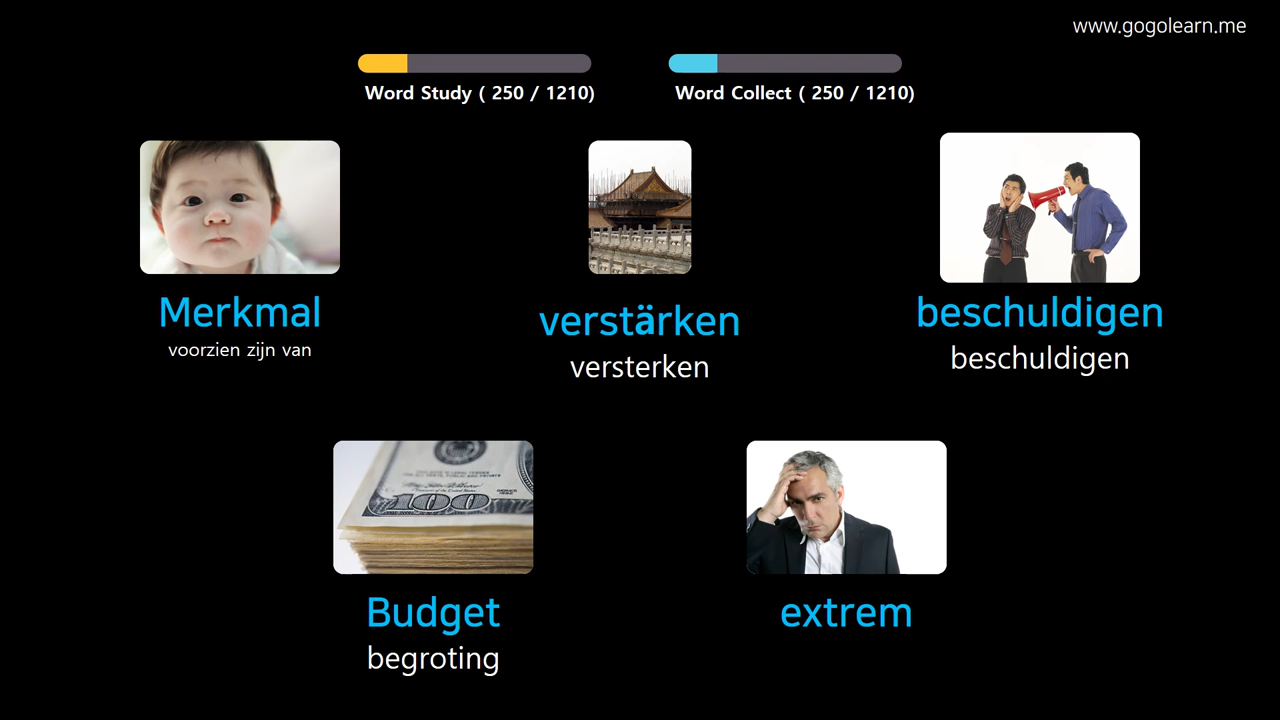 www.gogolearn.me
Word Study ( 250 / 1210)
Word Collect ( 250 / 1210)
Merkmal
voorzien zijn van
verstärken
versterken
beschuldigen
beschuldigen
100
Budget
begroting
extrem